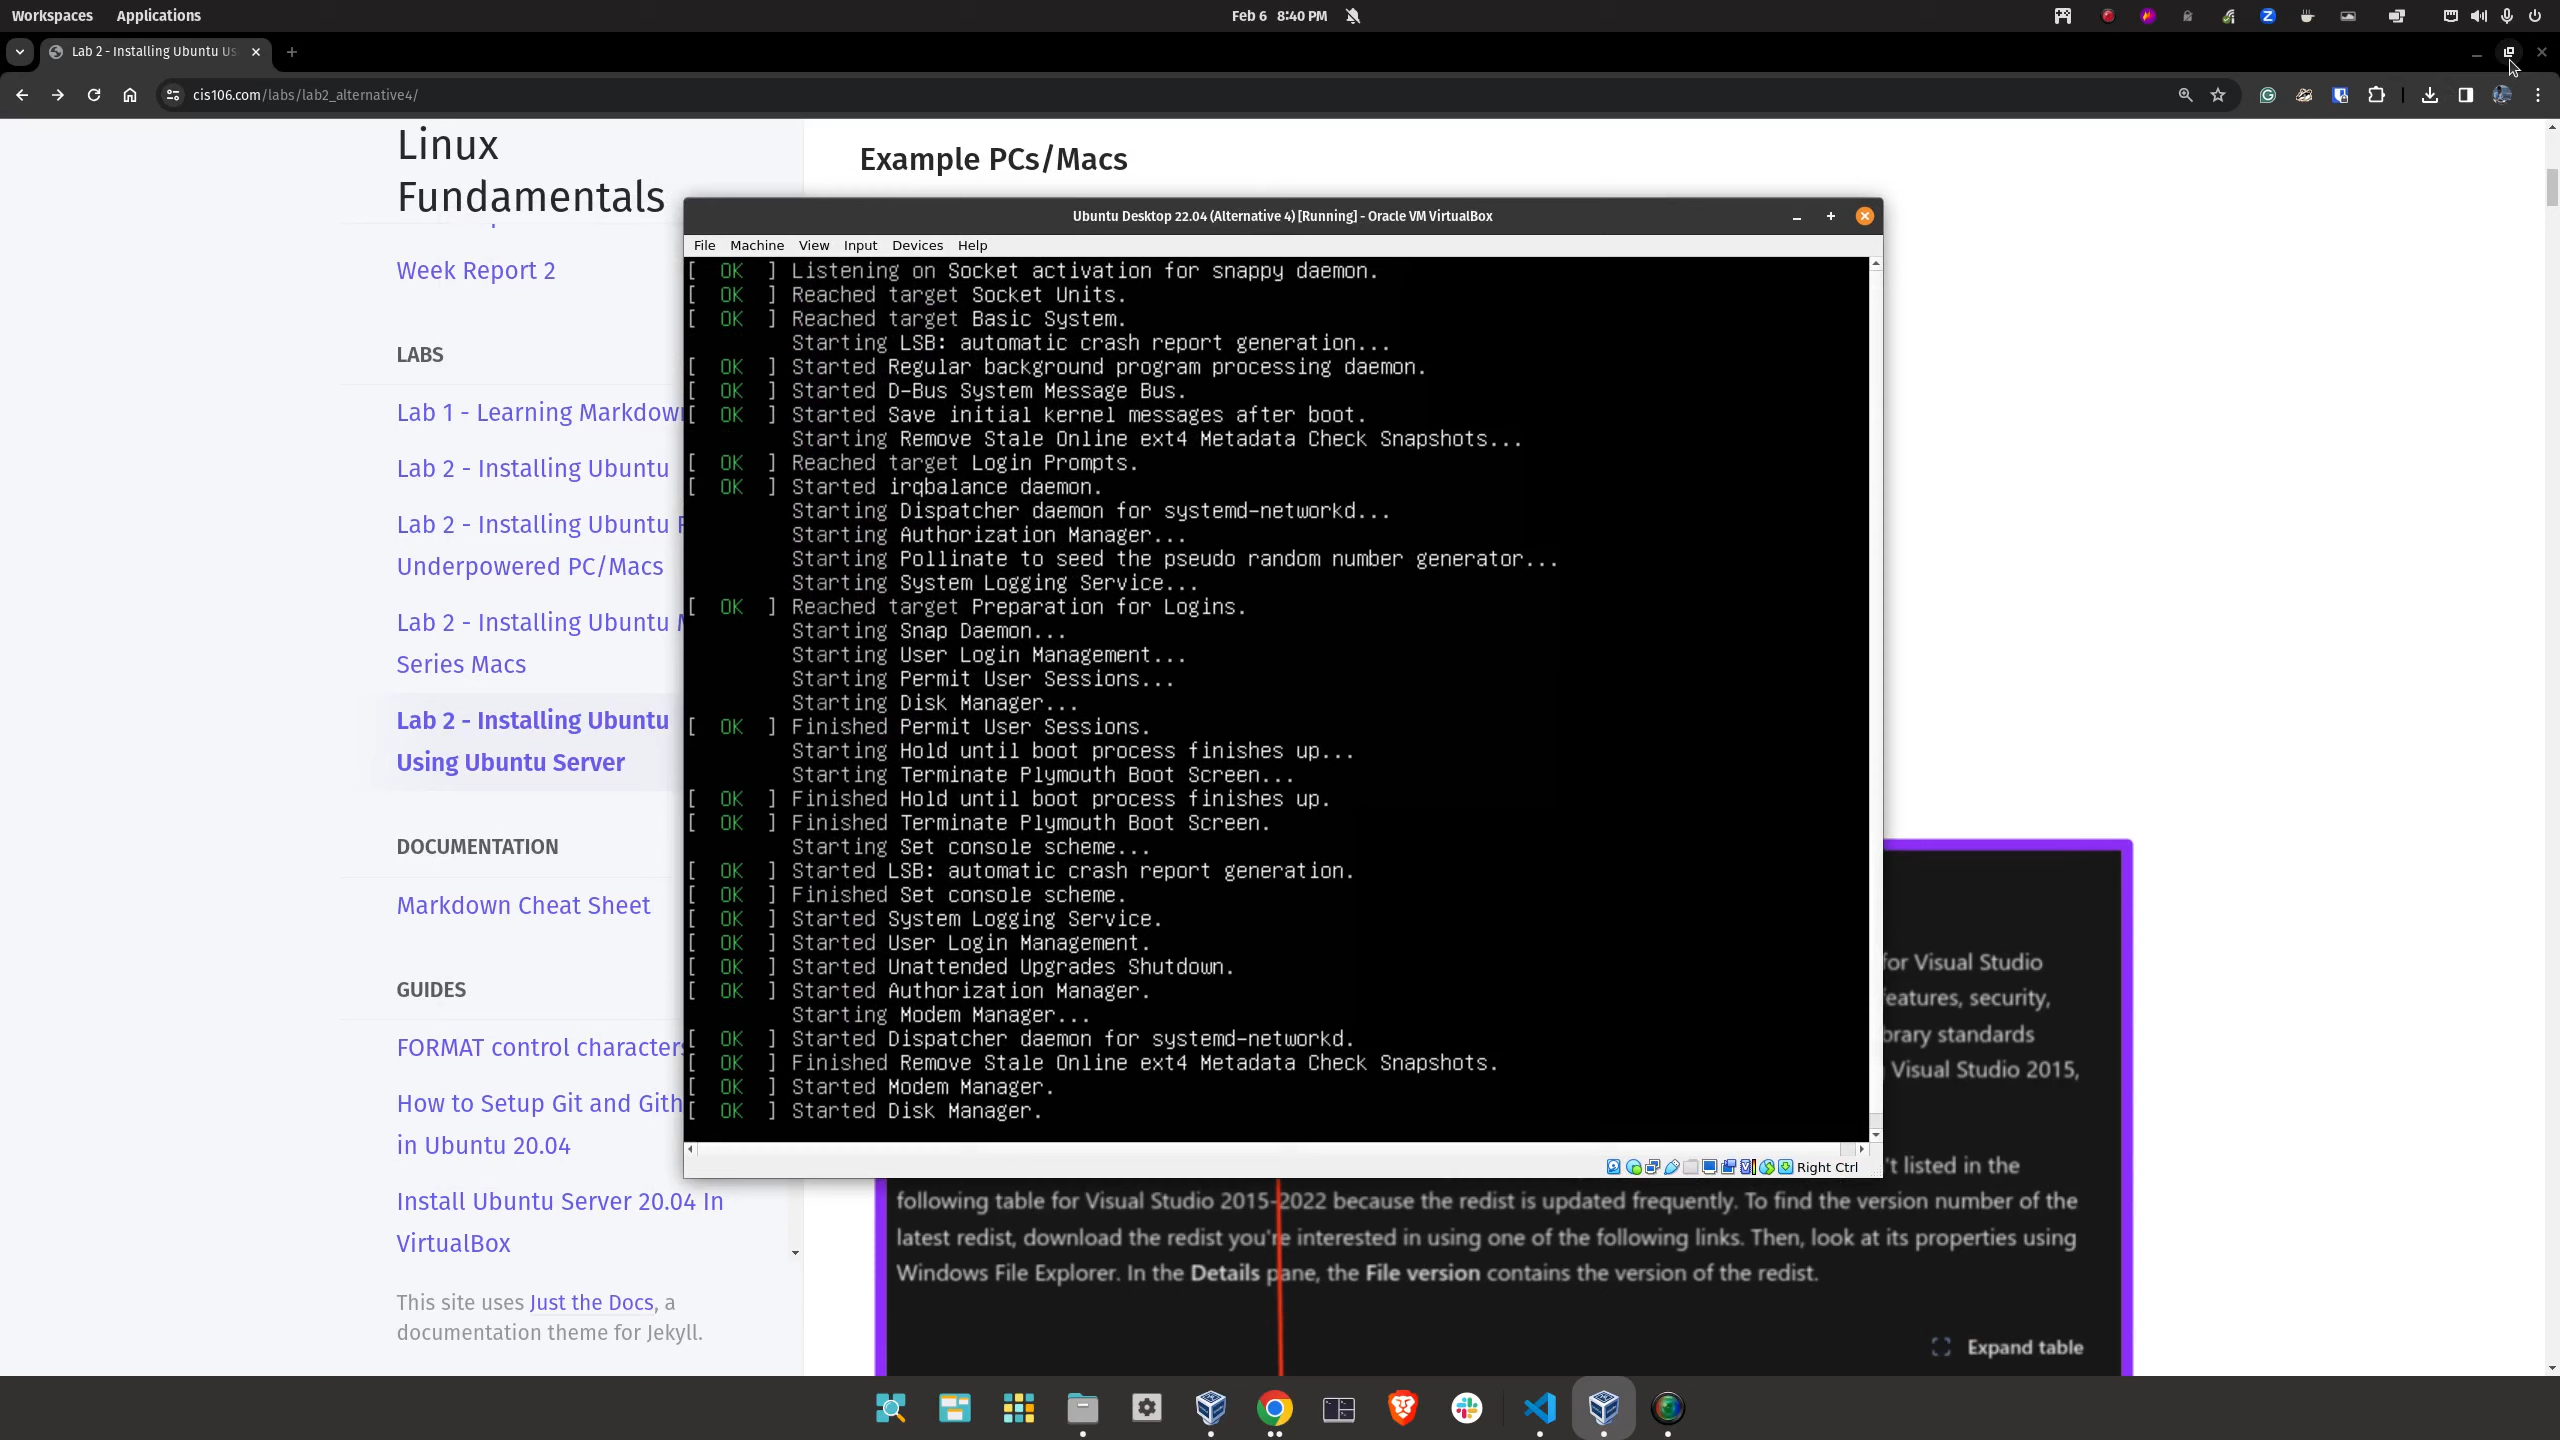 Workspaces Applications Feb 6 8:40 PM
Lab 2 - Installing Ubuntu Us
cis106.com/labs/lab2_alternative4/
Linux
Fundamentals
Week Report 2
LABS
Lab 1 - Learning Markdown
Lab 2 - Installing Ubuntu
Lab 2 - Installing Ubuntu
Underpowered PC/Macs
Lab 2 - Installing Ubuntu
Series Macs
Lab 2 - Installing Ubuntu
Using Ubuntu Server
DOCUMENTATION
Markdown Cheat Sheet
GUIDES
FORMAT control characters
How to Setup Git and Gith
in Ubuntu 20.04
Install Ubuntu Server 20.04 In
VirtualBox
This site uses Just the Docs, a
documentation theme for Jekyll.
Example PCs/Macs
Ubuntu Desktop 22.04 (Alternative 4) [Running] - Oracle VM VirtualBox
File Machine View Input Devices Help
[ OK ] Listening on Socket activation for snappy daemon.
[ OK ] Reached target Socket Units.
[ OK ] Reached target Basic System.
Starting LSB: automatic crash report generation...
[ OK ] Started Regular background program processing daemon.
[ OK ] Started D-Bus System Message Bus.
[ OK ] Started Save initial kernel messages after boot.
Starting Remove Stale Online ext4 Metadata Check Snapshots...
[ OK ] Reached target Login Prompts.
[ OK ] Started irqbalance daemon.
Starting Dispatcher daemon for systemd-networkd...
Starting Authorization Manager...
Starting Pollinate to seed the pseudo random number generator...
Starting System Logging Service...
[ OK ] Reached target Preparation for Logins.
Starting Snap Daemon...
Starting User Login Management...
Starting Permit User Sessions...
Starting Disk Manager...
[ OK ] Finished Permit User Sessions.
Starting Hold until boot process finishes up...
Starting Terminate Plymouth Boot Screen...
[ OK ] Finished Hold until boot process finishes up.
[ OK ] Finished Terminate Plymouth Boot Screen.
Starting Set console scheme...
[ OK ] Started LSB: automatic crash report generation.
[ OK ] Finished Set console scheme.
[ OK ] Started System Logging Service.
[ OK ] Started User Login Management.
[ OK ] Started Unattended Upgrades Shutdown.
[ OK ] Started Authorization Manager.
Starting Modem Manager...
[ OK ] Started Dispatcher daemon for systemd-networkd.
[ OK ] Finished Remove Stale Online ext4 Metadata Check Snapshots.
[ OK ] Started Modem Manager.
[ OK ] Started Disk Manager.
Right Ctrl
for Visual Studio
features, security,
brary standards
Visual Studio 2015,
't listed in the
following table for Visual Studio 2015-2022 because the redist is updated frequently. To find the version number of the
latest redist, download the redist you're interested in using one of the following links. Then, look at its properties using
Windows File Explorer. In the Details pane, the File version contains the version of the redist.
Expand table